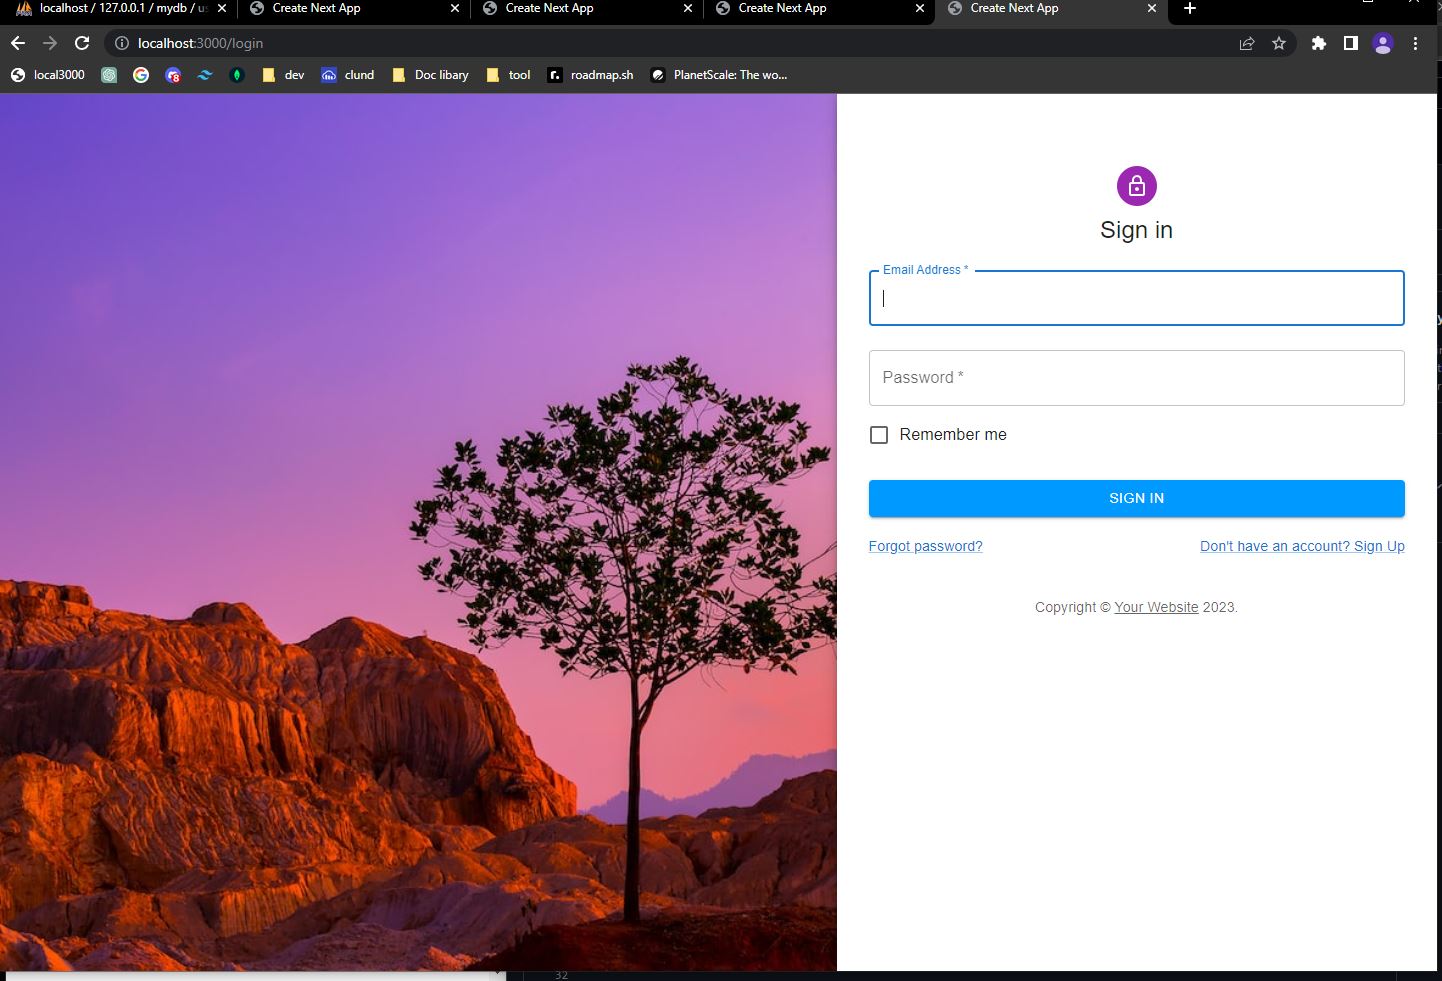 localhost / 127.0.0.1 / mydb / us
Create Next App
Create Next App
Create Next App
Create Next App
localhost:3000/login
local3000
dev
clund
Doc libary
tool
r.
roadmap.sh
PlanetScale: The wo...
Sign in
Email Address *
Password *
Remember me
SIGN IN
Forgot password?
Don't have an account? Sign Up
Copyright © Your Website 2023.
32